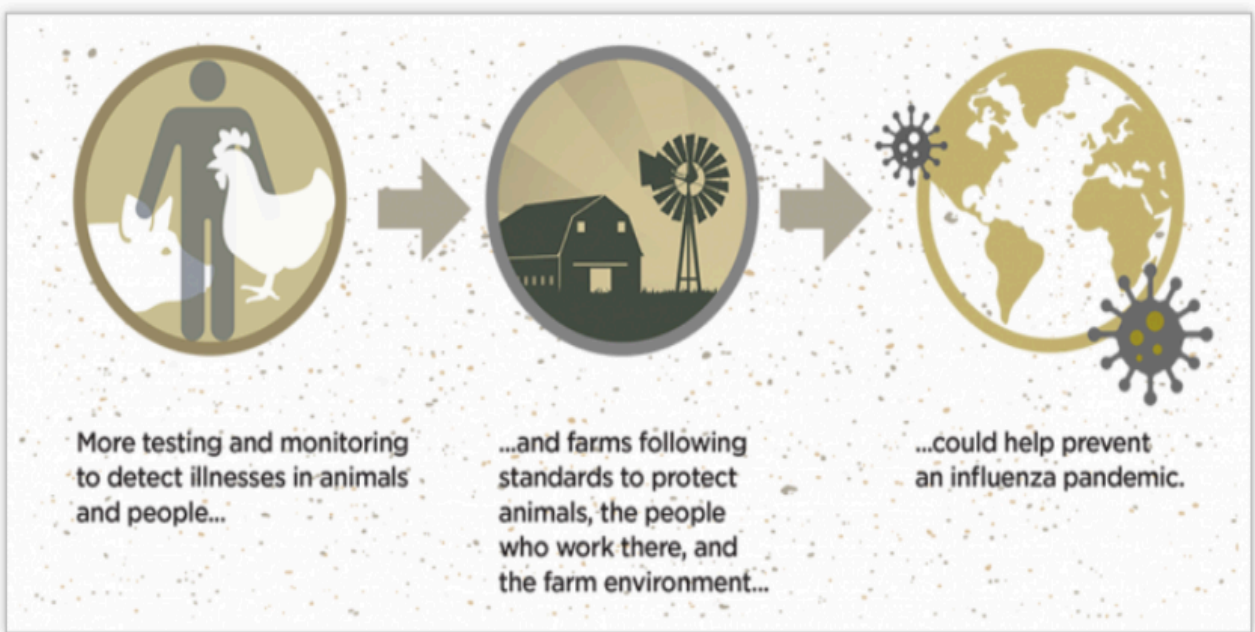 More testing and monitoring
to detect illnesses in animals
and people...
...and farms following
standards to protect
animals, the people
who work there, and
the farm environment...
...could help prevent
an influenza pandemic.